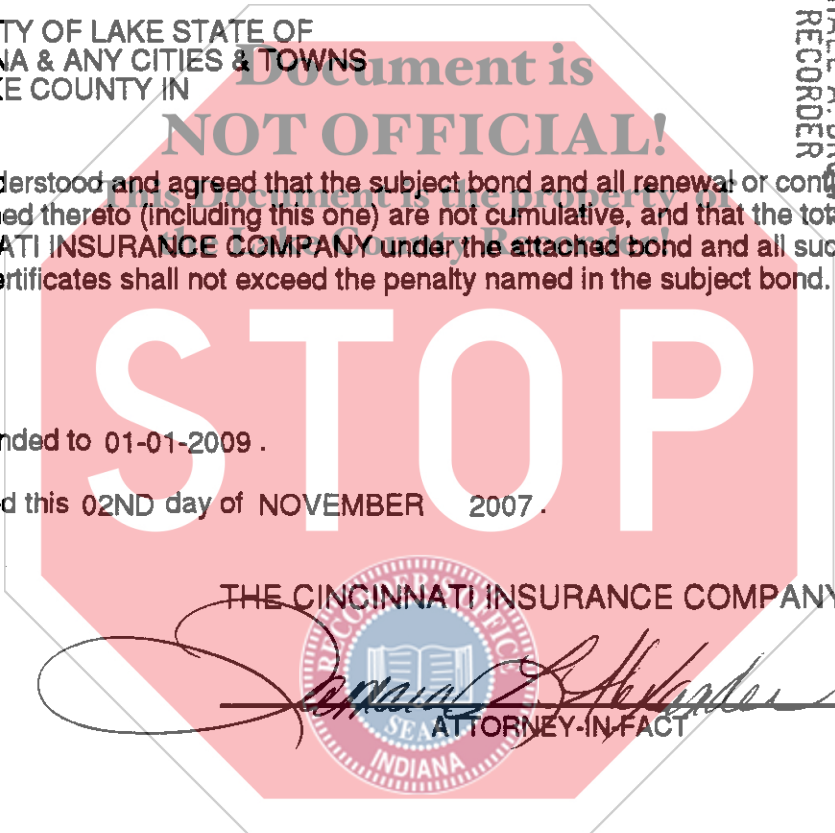 TY OF LAKE STATE OF
NA & ANY CITIES & TOWNS
KE COUNTY IN
RECORDER
Document is
NOT OFFICIAL!
This Document is the property of
the Lake County Recorder!
derstood and agreed that the subject bond and all renewal or cont
ed thereto (including this one) are not cumulative, and that the tot
ATI INSURANCE COMPANY under the attached bond and all suc
ertificates shall not exceed the penalty named in the subject bond.
STOP
nded to 01-01-2009 .
d this 02ND day of NOVEMBER 2007 .
THE CINCINNATI INSURANCE COMPANY
RECORDER'S OFFICE
SEAL
INDIANA
ATTORNEY-IN-FACT